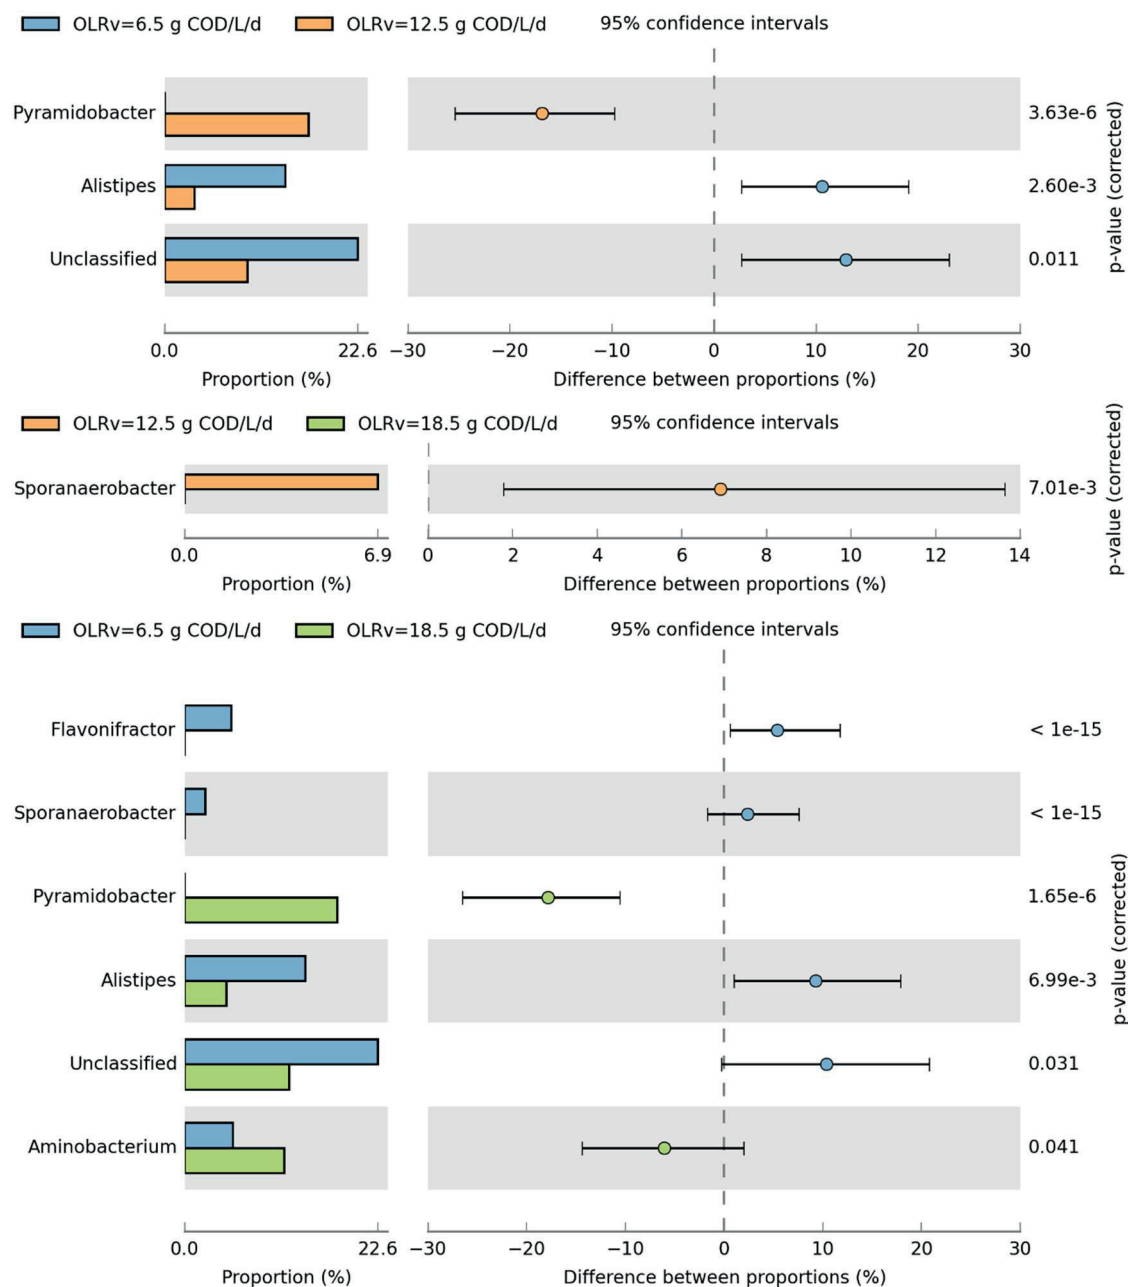 OLRv=6.5 g COD/L/d OLRv=12.5 g COD/L/d 95% confidence intervals
Pyramidobacter 3.63e-6
Alistipes 2.60e-3
Unclassified 0.011
p-value (corrected)
0.0 22.6 −30 −20 −10 0 10 20 30
Proportion (%) Difference between proportions (%)
OLRv=12.5 g COD/L/d OLRv=18.5 g COD/L/d 95% confidence intervals
Sporanaerobacter 7.01e-3
p-value (corrected)
0.0 6.9 0 2 4 6 8 10 12 14
Proportion (%) Difference between proportions (%)
OLRv=6.5 g COD/L/d OLRv=18.5 g COD/L/d 95% confidence intervals
Flavonifractor < 1e-15
Sporanaerobacter < 1e-15
Pyramidobacter 1.65e-6
Alistipes 6.99e-3
Unclassified 0.031
Aminobacterium 0.041
p-value (corrected)
0.0 22.6 −30 −20 −10 0 10 20 30
Proportion (%) Difference between proportions (%)